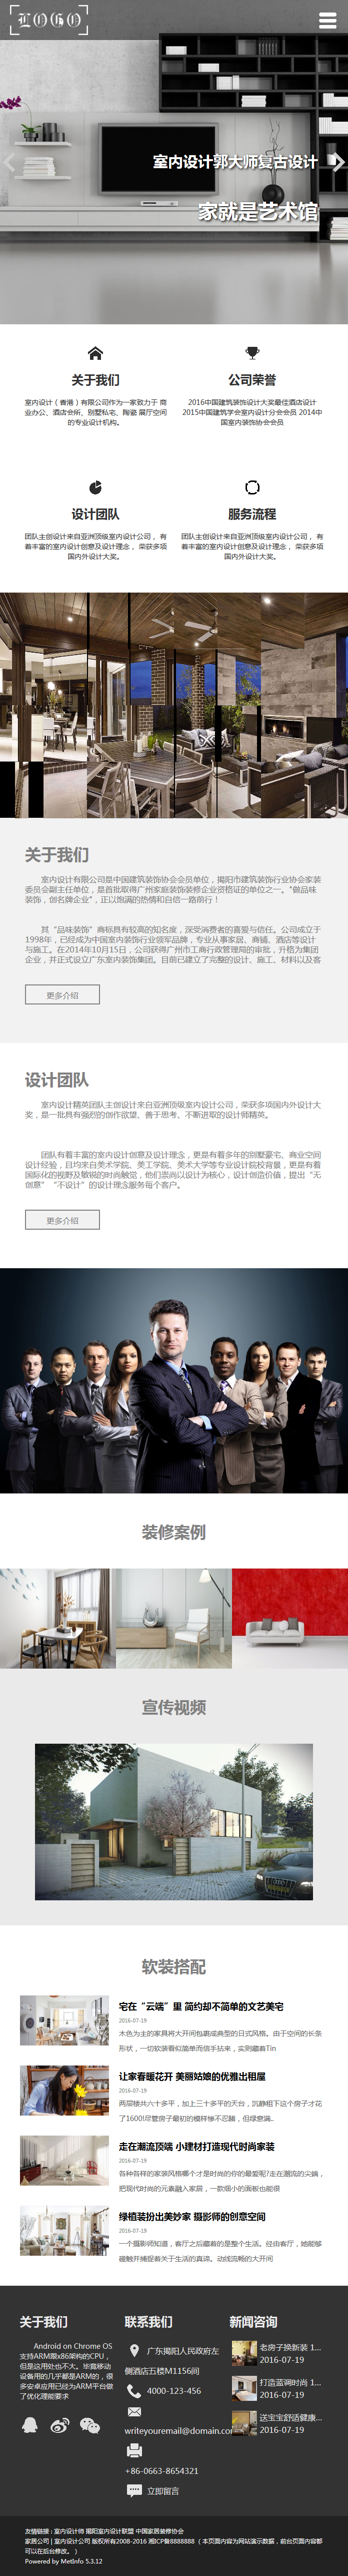 LOGO
室内设计郭大师复古设计
家就是艺术馆
关于我们
室内设计（香港）有限公司作为一家致力于 商
业办公、酒店会所、别墅私宅、陶瓷 展厅空间
的专业设计机构。
公司荣誉
2016中国建筑装饰设计大奖最佳酒店设计
2015中国建筑学会室内设计分会会员 2014中
国室内装饰协会会员
设计团队
团队主创设计来自亚洲顶级室内设计公司， 有
着丰富的室内设计创意及设计理念， 荣获多项
国内外设计大奖。
服务流程
团队主创设计来自亚洲顶级室内设计公司， 有
着丰富的室内设计创意及设计理念， 荣获多项
国内外设计大奖。
关于我们
室内设计有限公司是中国建筑装饰协会会员单位，揭阳市建筑装饰行业协会家装
委员会副主任单位，是首批取得广州家庭装饰装修企业资格证的单位之一。"做品味
装饰，创名牌企业"，正以饱满的热情和自信一路前行！
其“品味装饰”商标具有较高的知名度，深受消费者的喜爱与信任。公司成立于
1998年，已经成为中国室内装饰行业领军品牌，专业从事家居、商铺、酒店等设计
与施工。在2014年10月15日，公司获得广州市工商行政管理局的审批，升格为集团
企业，并正式设立广东室内装饰集团。目前已建立了完整的设计、施工、材料以及客
更多介绍
设计团队
室内设计精英团队主创设计来自亚洲顶级室内设计公司，荣获多项国内外设计大
奖，是一批具有强烈的创作欲望、善于思考、不断进取的设计师精英。
团队有着丰富的室内设计创意及设计理念，更是有着多年的别墅豪宅、商业空间
设计经验，且均来自美术学院、美工学院、美术大学等专业设计院校背景，更是有着
国际化的视野及敏锐的时尚触觉，他们崇尚以设计为核心，设计创造价值，提出“无
创意”“不设计”的设计理念服务每个客户。
更多介绍
装修案例
宣传视频
软装搭配
宅在“云端”里 简约却不简单的文艺美宅
2016-07-19
木色为主的家具将大开间包裹成典型的日式风格。由于空间的长条
形状，一切软装看似简单而信手拈来，实则藏着Tin
让家春暖花开 美丽姑娘的优雅出租屋
2016-07-19
两层楼共六十多平，加上三十多平的天台，沉静租下这个房子才花
了1600!尽管房子最初的模样惨不忍睹，但绿意满..
走在潮流顶端 小建材打造现代时尚家装
2016-07-19
各种各样的家装风格哪个才是时尚的你的最爱呢?走在潮流的尖端，
把现代时尚的元素融入家居，一款细小的面板也能很
绿植装扮出美妙家 摄影师的创意空间
2016-07-19
一个摄影师知道，客厅之后藏着的是整个生活。经由客厅，她能够
碰触并捕捉着关于生活的真谛。动线流畅的大开间
关于我们
Android on Chrome OS
支持ARM跟x86架构的CPU，
但是这用处也不大。毕竟移动
设备用的几乎都是ARM的，很
多安卓应用已经为ARM平台做
了优化理能要求
联系我们
广东揭阳人民政府左
侧酒店五楼M1156间
4000-123-456
writeyouremail@domain.com
+86-0663-8654321
立即留言
新闻咨询
老房子换新装 1...
2016-07-19
打造蓝调时尚 1...
2016-07-19
送宝宝舒适健康...
2016-07-19
友情链接 : 室内设计师 揭阳室内设计联盟 中国家居装修协会
家居公司 | 室内设计公司 版权所有2008-2016 湘ICP备8888888 （ 本页面内容为网站演示数据，前台页面内容都
可以在后台修改。）
Powered by MetInfo 5.3.12